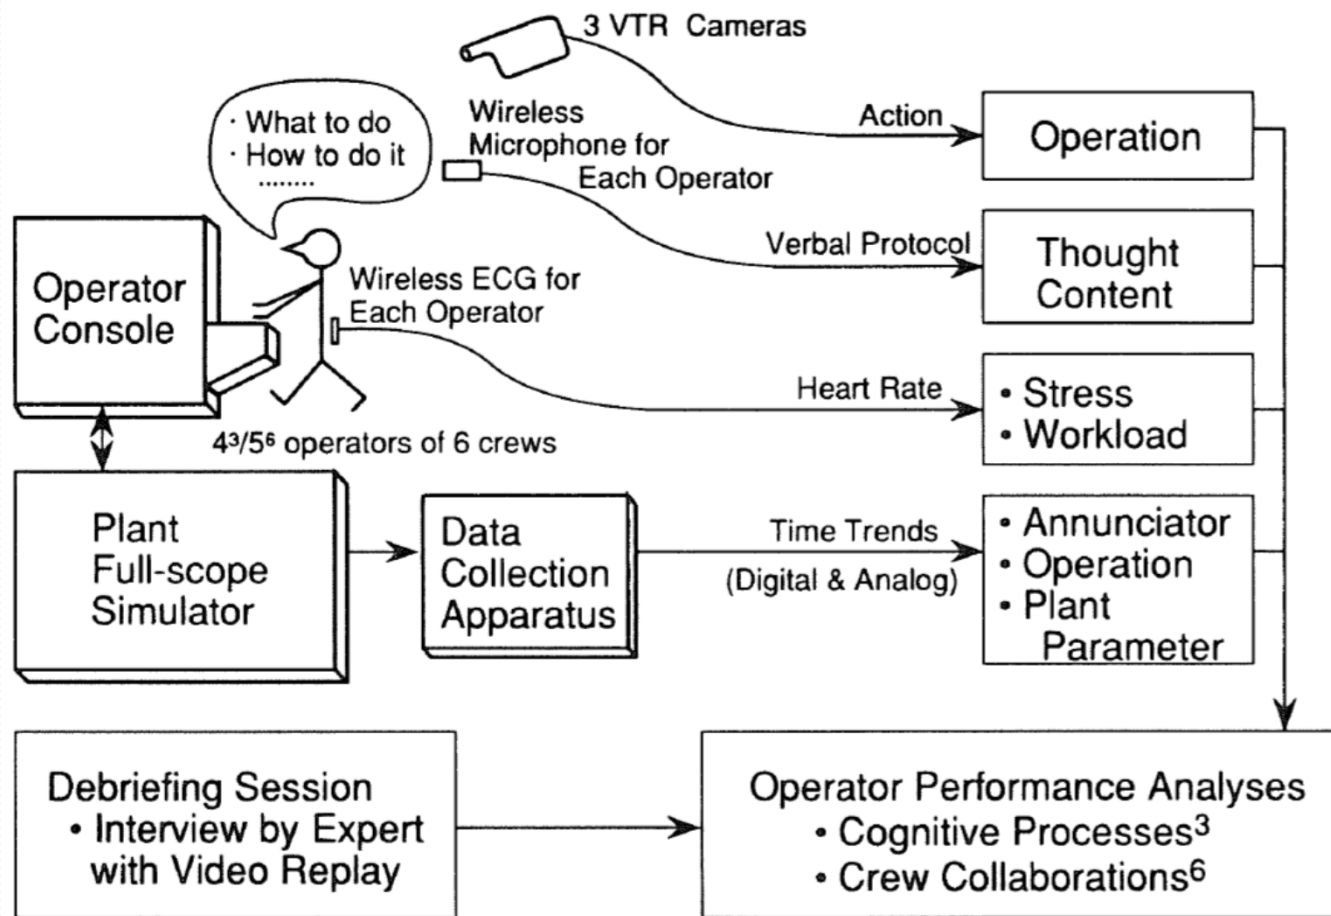 3 VTR Cameras
· What to do
· How to do it
........
Wireless
Microphone for
Each Operator
Action
Operation
Verbal Protocol
Thought
Content
Operator
Console
Wireless ECG for
Each Operator
Heart Rate
• Stress
• Workload
4³/5⁶ operators of 6 crews
Plant
Full-scope
Simulator
Data
Collection
Apparatus
Time Trends
(Digital & Analog)
• Annunciator
• Operation
• Plant
Parameter
Debriefing Session
• Interview by Expert
with Video Replay
Operator Performance Analyses
• Cognitive Processes³
• Crew Collaborations⁶